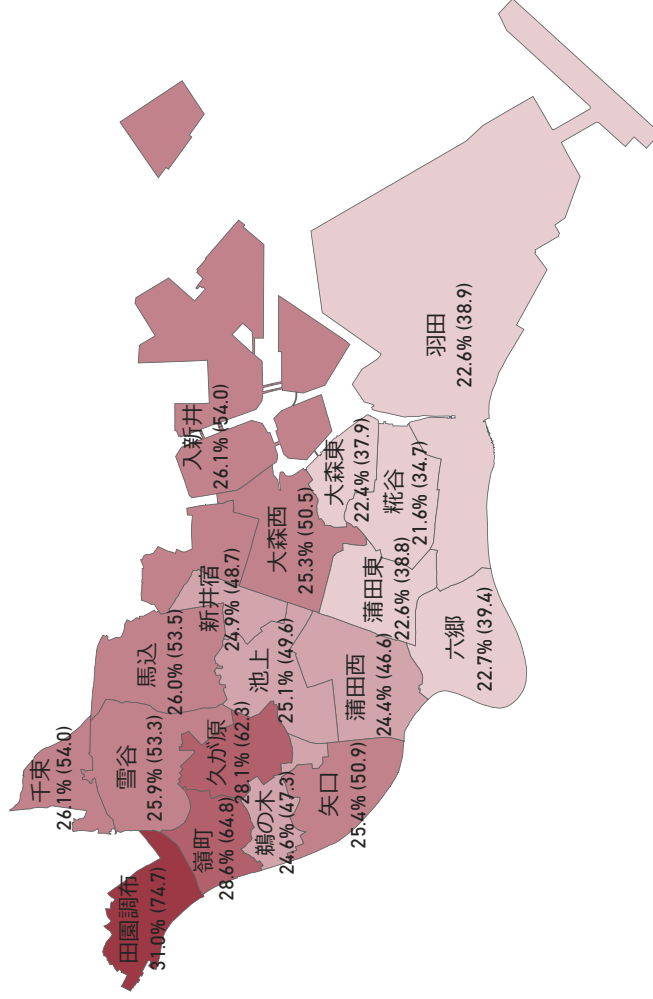 千束
26.1% (54.0)
雪谷
25.9% (53.3)
馬込
26.0% (53.5)
田園調布
31.0% (74.7)
嶺町
28.6% (64.8)
久が原
28.1% (62.3)
鵜の木
24.6% (47.3)
池上
25.1% (49.6)
新井宿
24.9% (48.7)
入新井
26.1% (54.0)
大森西
25.3% (50.5)
大森東
22.4% (37.9)
糀谷
21.6% (34.7)
羽田
22.6% (38.9)
蒲田東
22.6% (38.8)
蒲田西
24.4% (46.6)
矢口
25.4% (50.9)
六郷
22.7% (39.4)